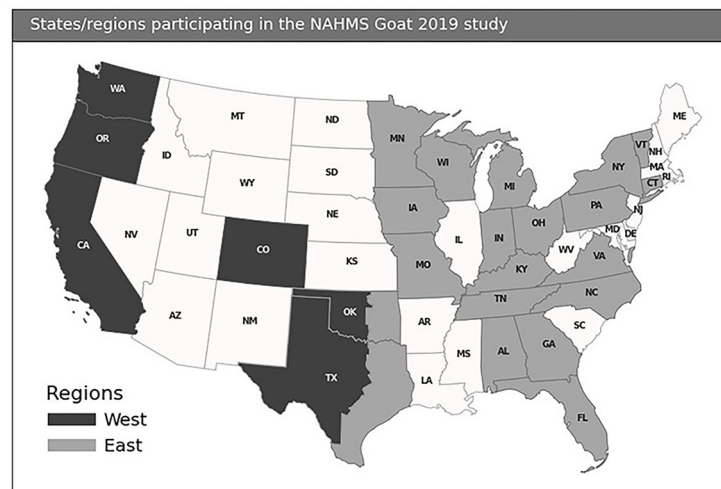 States/regions participating in the NAHMS Goat 2019 study
WA
OR
CA
NV
ID
MT
WY
UT
CO
AZ
NM
ND
SD
NE
KS
OK
TX
MN
IA
MO
AR
LA
WI
IL
MS
MI
IN
OH
KY
TN
AL
GA
FL
SC
NC
VA
WV
PA
NY
VT
NH
ME
MA
RI
CT
NJ
DE
MD
Regions
West
East